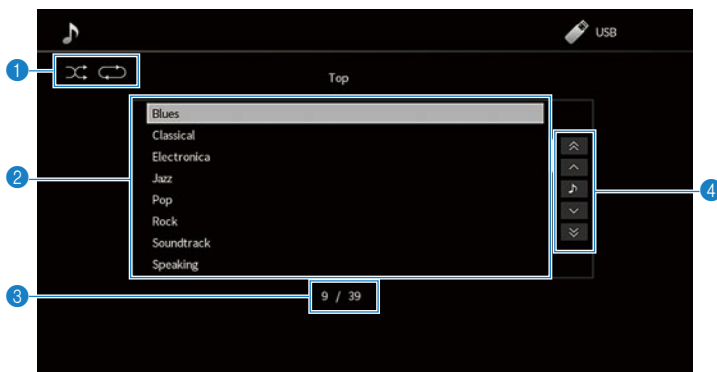 USB
1
Top
Blues
Classical
Electronica
Jazz
2
4
Pop
Rock
Soundtrack
Speaking
3
9 / 39